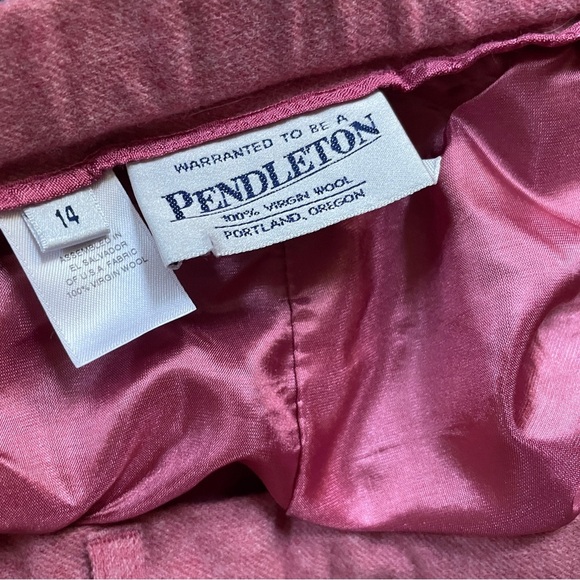 WARRANTED TO BE A
PENDLETON
100% VIRGIN WOOL
PORTLAND, OREGON
14
ASSEMBLED IN
EL SALVADOR
OF U.S.A. FABRIC
100% VIRGIN WOOL